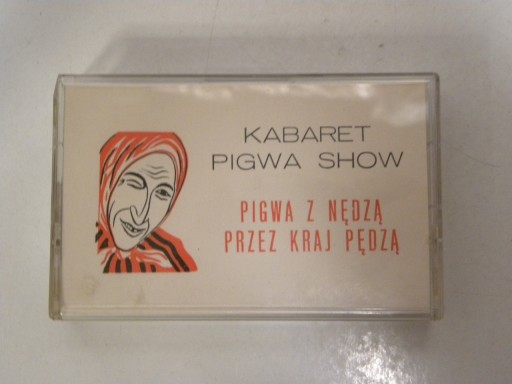 KABARET
PIGWA SHOW
PIGWA Z NĘDZĄ
PRZEZ KRAJ PĘDZĄ